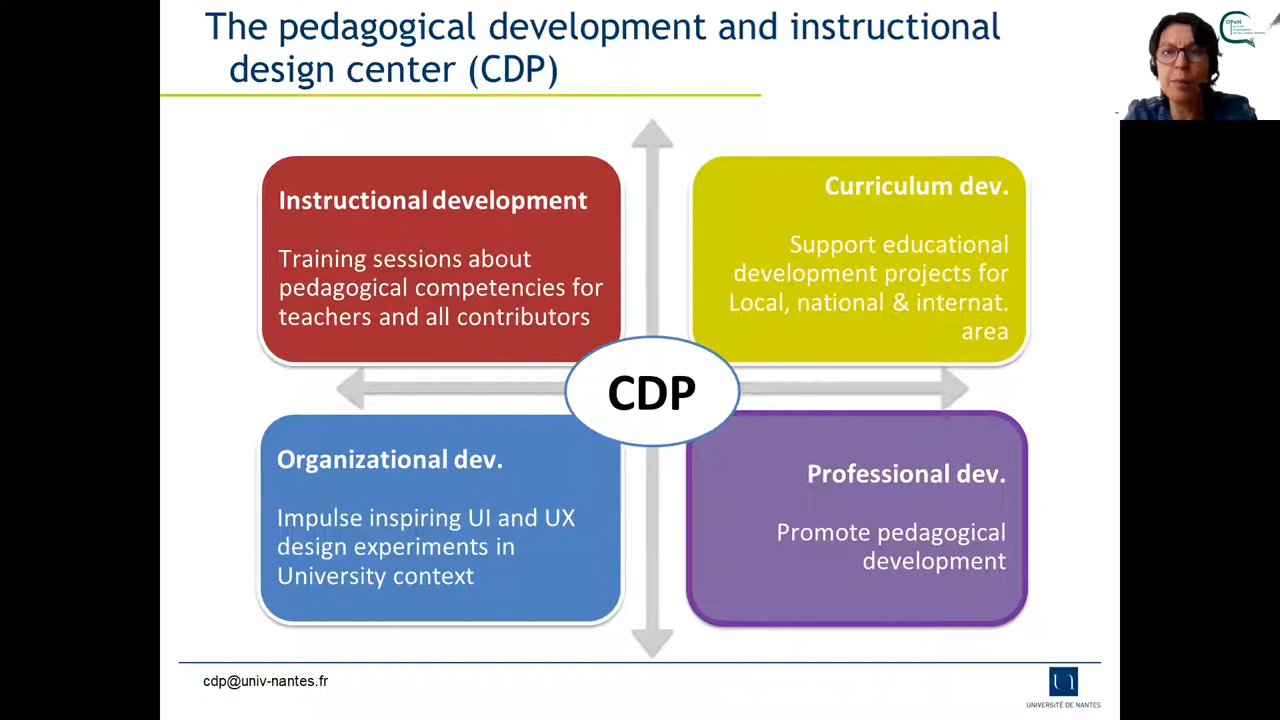 The pedagogical development and instructional
design center (CDP)
Instructional development
Training sessions about
pedagogical competencies for
teachers and all contributors
Curriculum dev.
Support educational
development projects for
Local, national & internat.
area
CDP
Organizational dev.
Impulse inspiring UI and UX
design experiments in
University context
Professional dev.
Promote pedagogical
development
cdp@univ-nantes.fr
UNIVERSITÉ DE NANTES